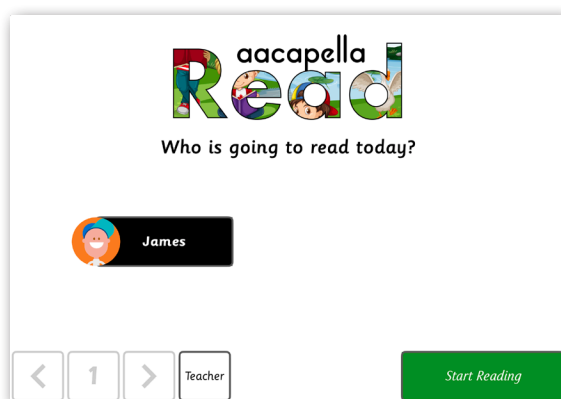 aacapella
Read
Who is going to read today?
James
1
Teacher
Start Reading